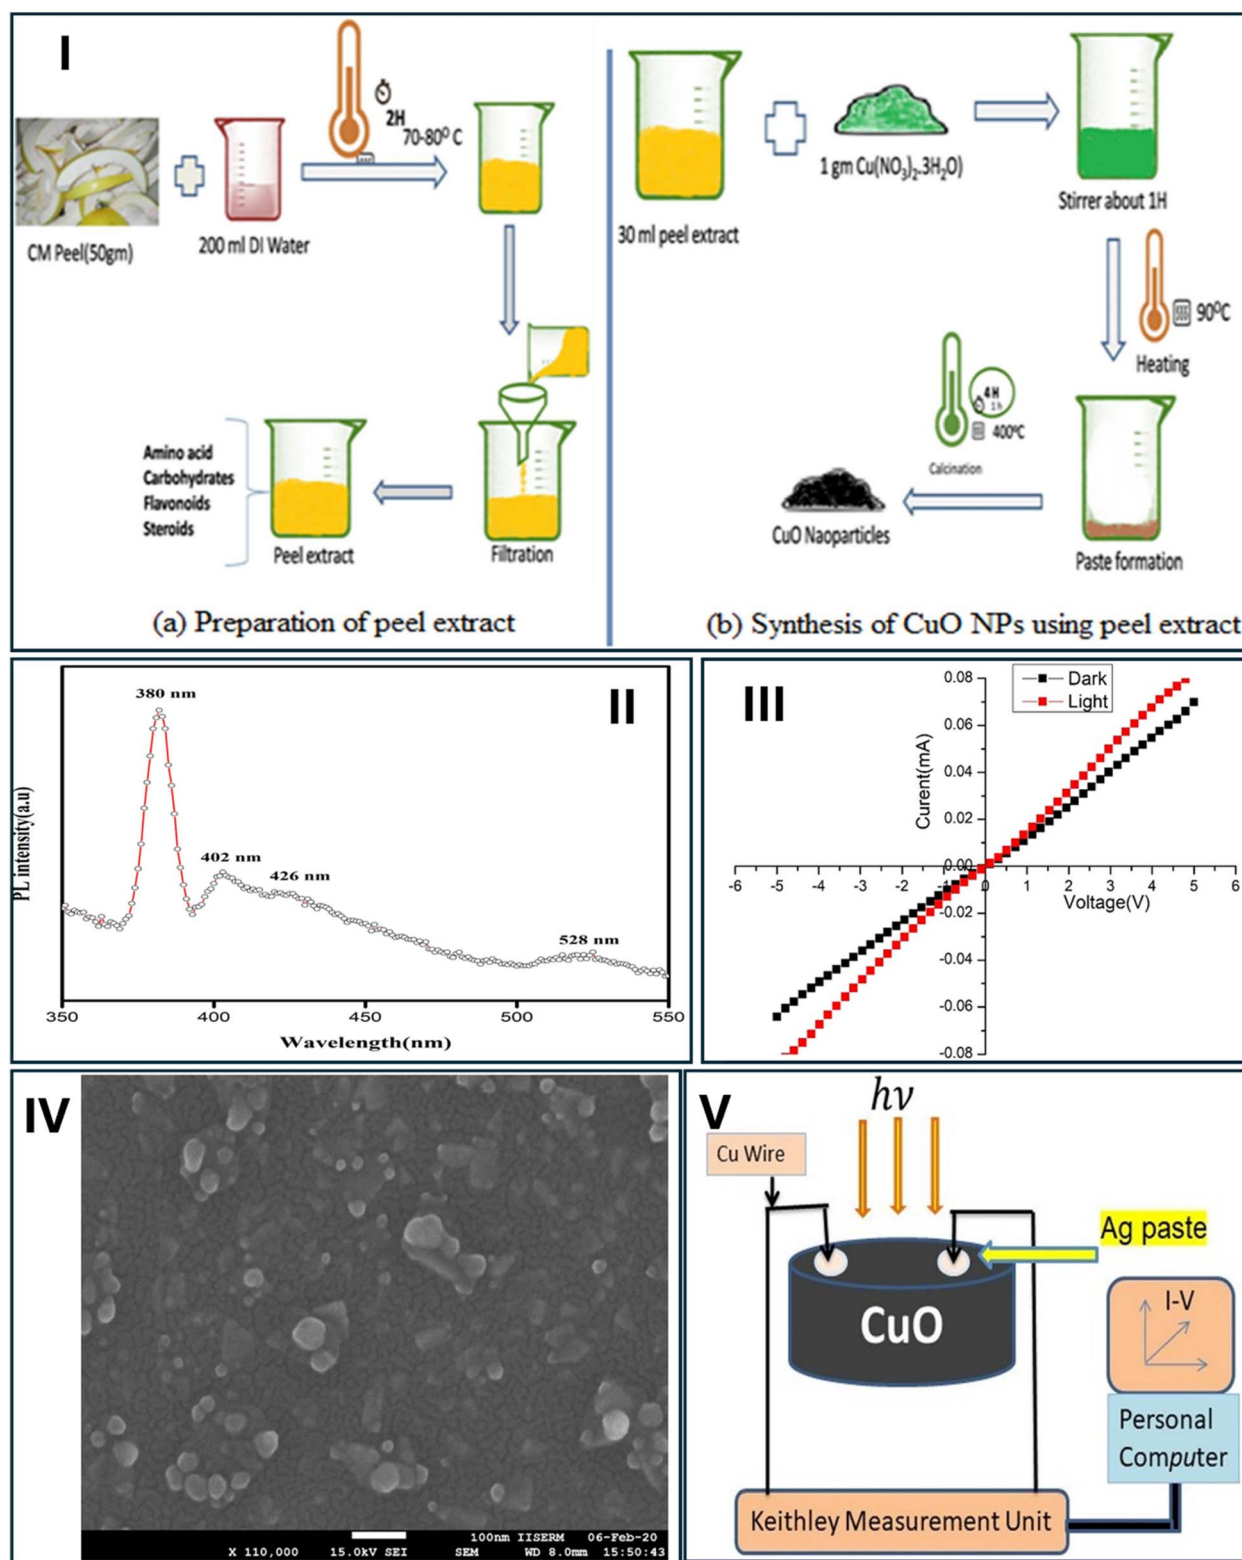 I
2H
70-80⁰ C
CM Peel(50gm)
200 ml DI Water
Amino acid
Carbohydrates
Flavonoids
Steroids
Peel extract
Filtration
(a) Preparation of peel extract
30 ml peel extract
1 gm Cu(NO₃)₂.3H₂O)
Stirrer about 1H
90⁰C
Heating
4H
1 h
400⁰C
Calcination
CuO Naoparticles
Paste formation
(b) Synthesis of CuO NPs using peel extract
II
380 nm
402 nm
426 nm
528 nm
PL intensity(a.u)
350
400
450
500
550
Wavelength(nm)
III
Dark
Light
Curent(mA)
0.08
0.06
0.04
0.02
0.00
-0.02
-0.04
-0.06
-0.08
-6 -5 -4 -3 -2 -1 0 1 2 3 4 5 6
Voltage(V)
IV
100nm IISERM 06-Feb-20
X 110,000 15.0kV SEI SEM WD 8.0mm 15:50:43
V
hν
Cu Wire
Ag paste
CuO
I-V
Personal
Computer
Keithley Measurement Unit